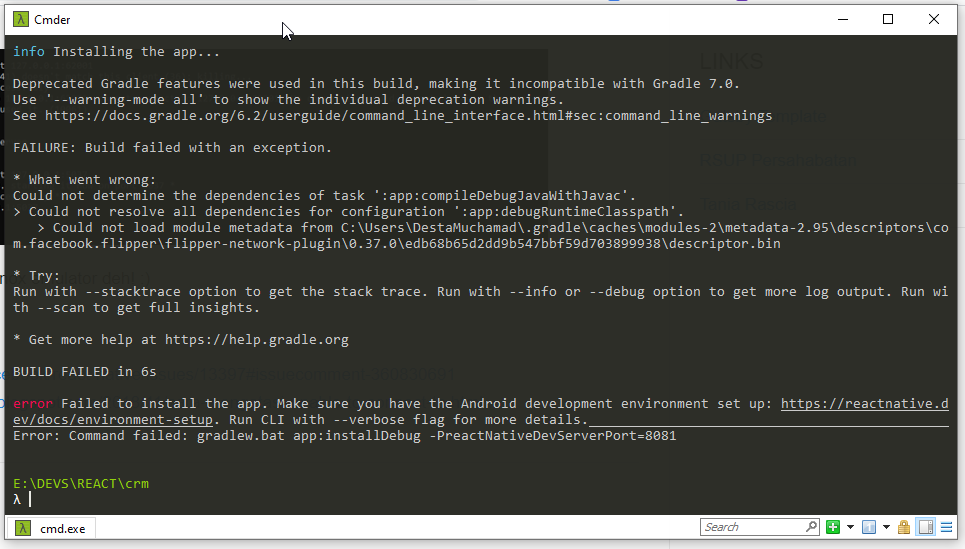 Cmder
info Installing the app...
Deprecated Gradle features were used in this build, making it incompatible with Gradle 7.0.
Use '--warning-mode all' to show the individual deprecation warnings.
See https://docs.gradle.org/6.2/userguide/command_line_interface.html#sec:command_line_warnings
FAILURE: Build failed with an exception.
* What went wrong:
Could not determine the dependencies of task ':app:compileDebugJavaWithJavac'.
> Could not resolve all dependencies for configuration ':app:debugRuntimeClasspath'.
> Could not load module metadata from C:\Users\DestaMuchamad\.gradle\caches\modules-2\metadata-2.95\descriptors\co
m.facebook.flipper\flipper-network-plugin\0.37.0\edb68b65d2dd9b547bbf59d703899938\descriptor.bin
* Try:
Run with --stacktrace option to get the stack trace. Run with --info or --debug option to get more log output. Run wi
th --scan to get full insights.
* Get more help at https://help.gradle.org
BUILD FAILED in 6s
error Failed to install the app. Make sure you have the Android development environment set up: https://reactnative.d
ev/docs/environment-setup. Run CLI with --verbose flag for more details.
Error: Command failed: gradlew.bat app:installDebug -PreactNativeDevServerPort=8081
E:\DEVS\REACT\crm
λ
cmd.exe
Search
LINKS